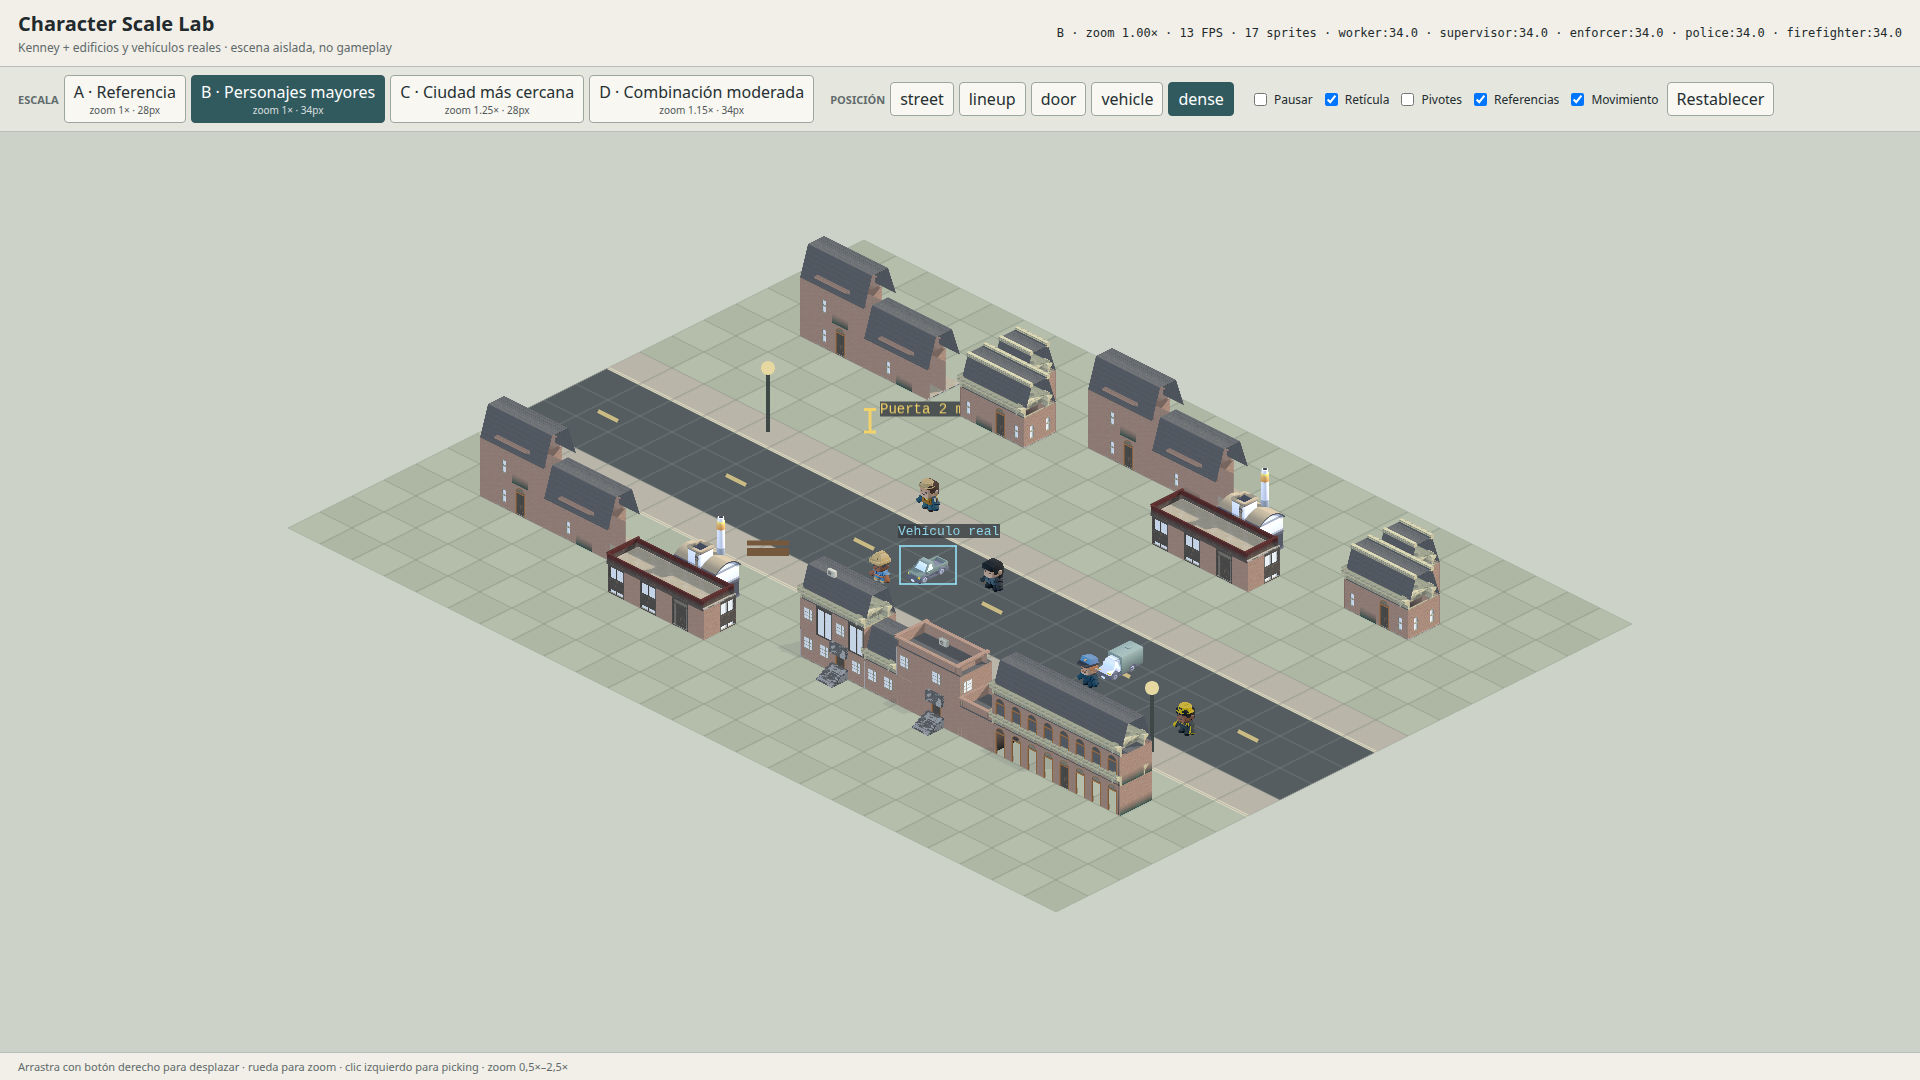 Character Scale Lab
Kenney + edificios y vehículos reales · escena aislada, no gameplay
B · zoom 1.00× · 13 FPS · 17 sprites · worker:34.0 · supervisor:34.0 · enforcer:34.0 · police:34.0 · firefighter:34.0
ESCALA
A · Referencia
zoom 1× · 28px
B · Personajes mayores
zoom 1× · 34px
C · Ciudad más cercana
zoom 1.25× · 28px
D · Combinación moderada
zoom 1.15× · 34px
POSICIÓN
street
lineup
door
vehicle
dense
Pausar
Retícula
Pivotes
Referencias
Movimiento
Restablecer
Puerta 2
Vehículo real
Arrastra con botón derecho para desplazar · rueda para zoom · clic izquierdo para picking · zoom 0,5×–2,5×